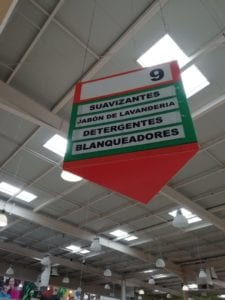 9
SUAVIZANTES
JABÓN DE LAVANDERIA
DETERGENTES
BLANQUEADORES